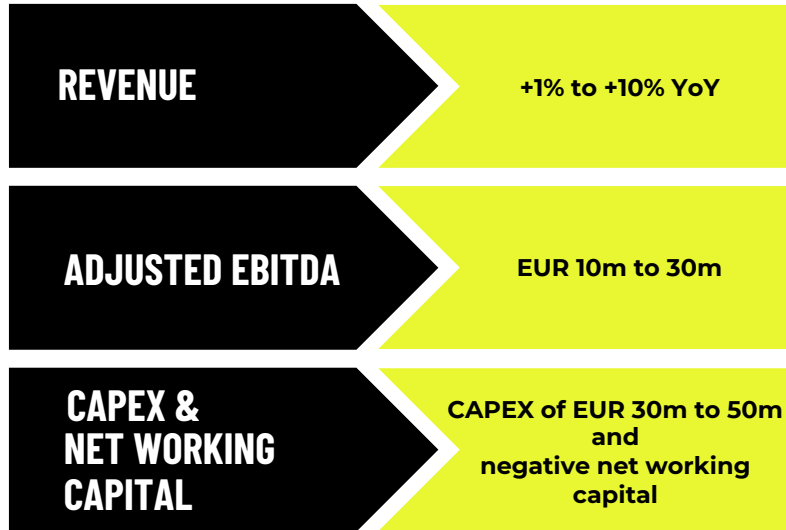 REVENUE
+1% to +10% YoY
ADJUSTED EBITDA
EUR 10m to 30m
CAPEX &
NET WORKING
CAPITAL
CAPEX of EUR 30m to 50m
and
negative net working
capital